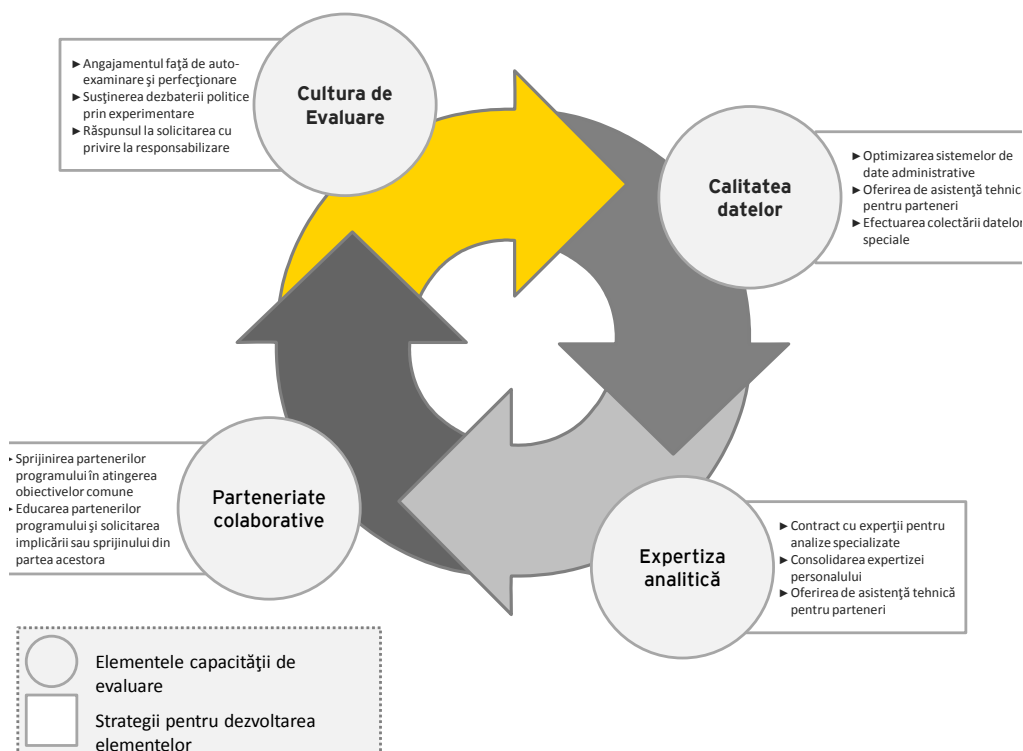 ► Angajamentul faţă de auto-
examinare şi perfecţionare
► Susţinerea dezbaterii politice
prin experimentare
► Răspunsul la solicitarea cu
privire la responsabilizare
Cultura de
Evaluare
Calitatea
datelor
► Optimizarea sistemelor de
date administrative
► Oferirea de asistenţă tehnic
pentru parteneri
► Efectuarea colectării datelor
speciale
► Sprijinirea partenerilor
programului în atingerea
obiectivelor comune
► Educarea partenerilor
programului şi solicitarea
implicării sau sprijinului din
partea acestora
Parteneriate
colaborative
Expertiza
analitică
► Contract cu experţii pentru
analize specializate
► Consolidarea expertizei
personalului
► Oferirea de asistenţă tehnică
pentru parteneri
Elementele capacităţii de
evaluare
Strategii pentru dezvoltarea
elementelor